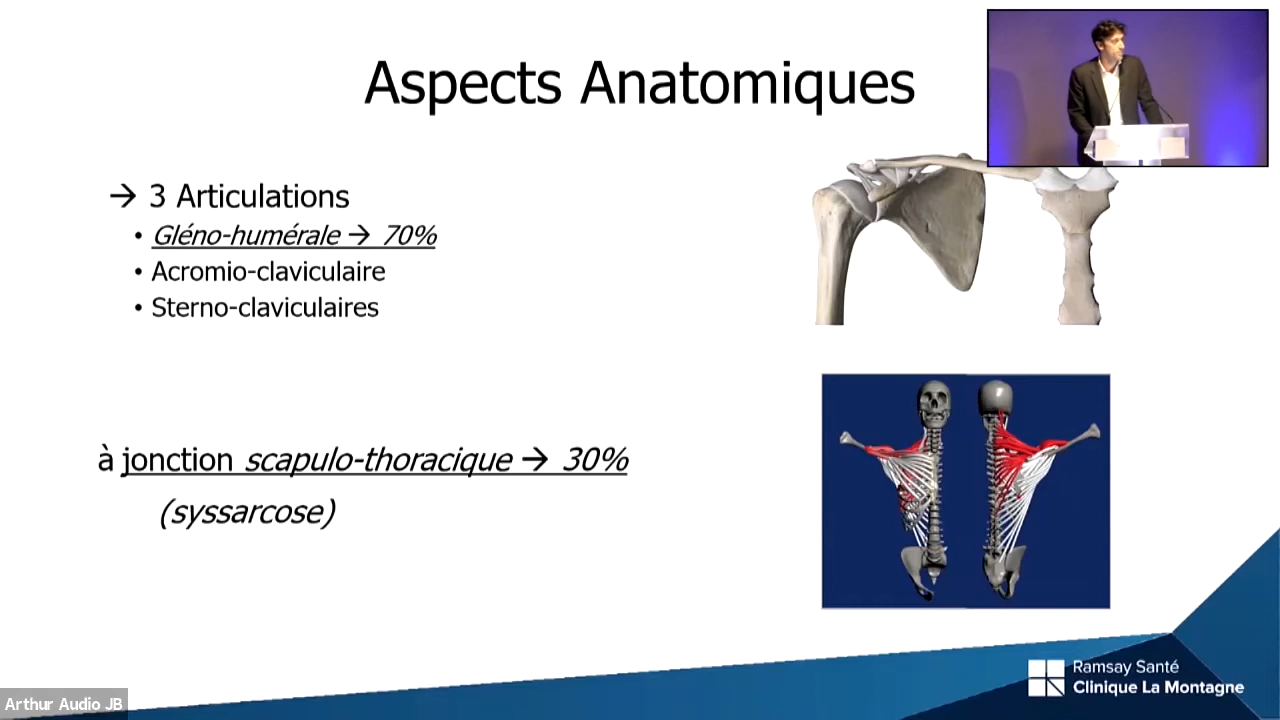 Aspects Anatomiques
→ 3 Articulations
• Gléno-humérale → 70%
• Acromio-claviculaire
• Sterno-claviculaires
à jonction scapulo-thoracique → 30%
(syssarcose)
Ramsay Santé
Clinique La Montagne
Arthur Audio JB